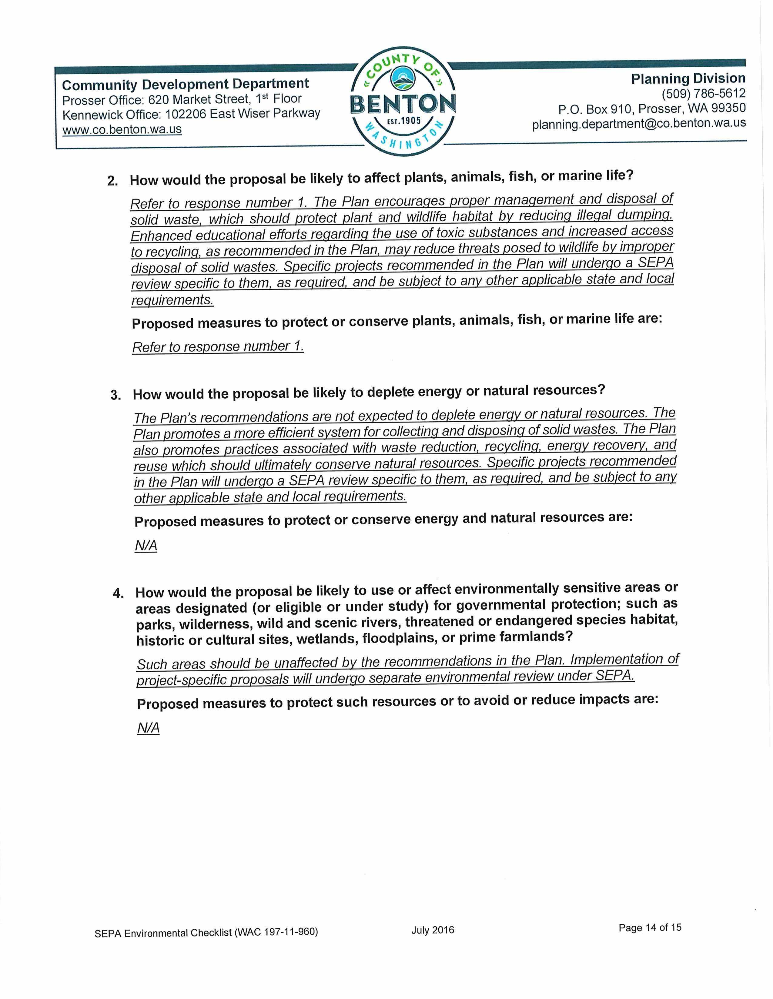 Community Development Department
Prosser Office: 620 Market Street, 1st Floor
Kennewick Office: 102206 East Wiser Parkway
www.co.benton.wa.us
COUNTY OF
BENTON
EST.1905
WASHINGTON
Planning Division
(509) 786-5612
P.O. Box 910, Prosser, WA 99350
planning.department@co.benton.wa.us
2. How would the proposal be likely to affect plants, animals, fish, or marine life?
Refer to response number 1. The Plan encourages proper management and disposal of
solid waste, which should protect plant and wildlife habitat by reducing illegal dumping.
Enhanced educational efforts regarding the use of toxic substances and increased access
to recycling, as recommended in the Plan, may reduce threats posed to wildlife by improper
disposal of solid wastes. Specific projects recommended in the Plan will undergo a SEPA
review specific to them, as required, and be subject to any other applicable state and local
requirements.
Proposed measures to protect or conserve plants, animals, fish, or marine life are:
Refer to response number 1.
3. How would the proposal be likely to deplete energy or natural resources?
The Plan's recommendations are not expected to deplete energy or natural resources. The
Plan promotes a more efficient system for collecting and disposing of solid wastes. The Plan
also promotes practices associated with waste reduction, recycling, energy recovery, and
reuse which should ultimately conserve natural resources. Specific projects recommended
in the Plan will undergo a SEPA review specific to them, as required, and be subject to any
other applicable state and local requirements.
Proposed measures to protect or conserve energy and natural resources are:
N/A
4. How would the proposal be likely to use or affect environmentally sensitive areas or
areas designated (or eligible or under study) for governmental protection; such as
parks, wilderness, wild and scenic rivers, threatened or endangered species habitat,
historic or cultural sites, wetlands, floodplains, or prime farmlands?
Such areas should be unaffected by the recommendations in the Plan. Implementation of
project-specific proposals will undergo separate environmental review under SEPA.
Proposed measures to protect such resources or to avoid or reduce impacts are:
N/A
SEPA Environmental Checklist (WAC 197-11-960)
July 2016
Page 14 of 15